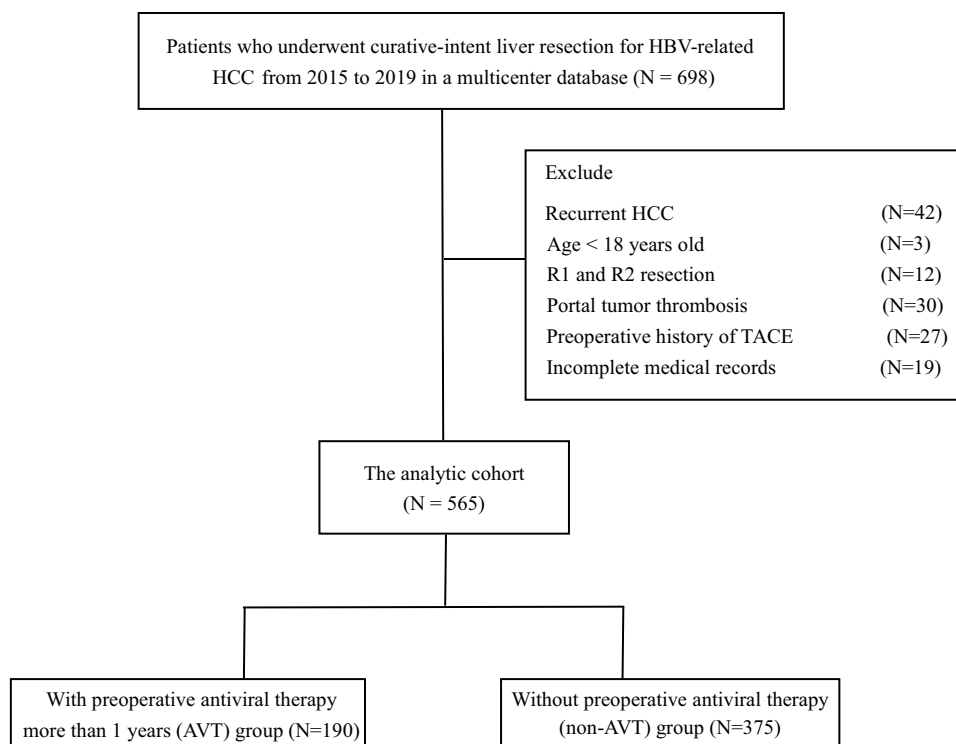 Patients who underwent curative-intent liver resection for HBV-related
HCC from 2015 to 2019 in a multicenter database (N = 698)
Exclude
Recurrent HCC (N=42)
Age < 18 years old (N=3)
R1 and R2 resection (N=12)
Portal tumor thrombosis (N=30)
Preoperative history of TACE (N=27)
Incomplete medical records (N=19)
The analytic cohort
(N = 565)
With preoperative antiviral therapy
more than 1 years (AVT) group (N=190)
Without preoperative antiviral therapy
(non-AVT) group (N=375)